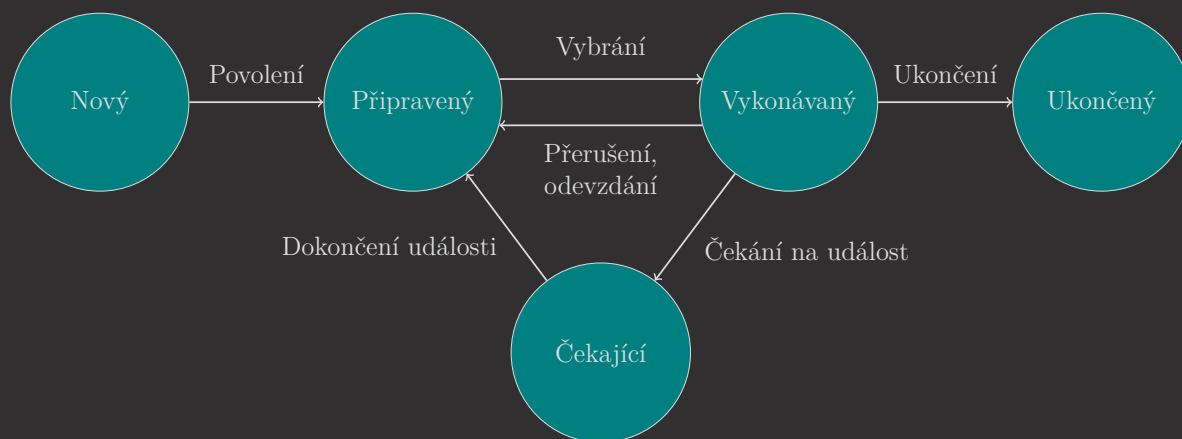 Nový
Povolení
Připravený
Vybrání
Přerušení,
odevzdání
Vykonávaný
Ukončení
Ukončený
Dokončení události
Čekání na událost
Čekající